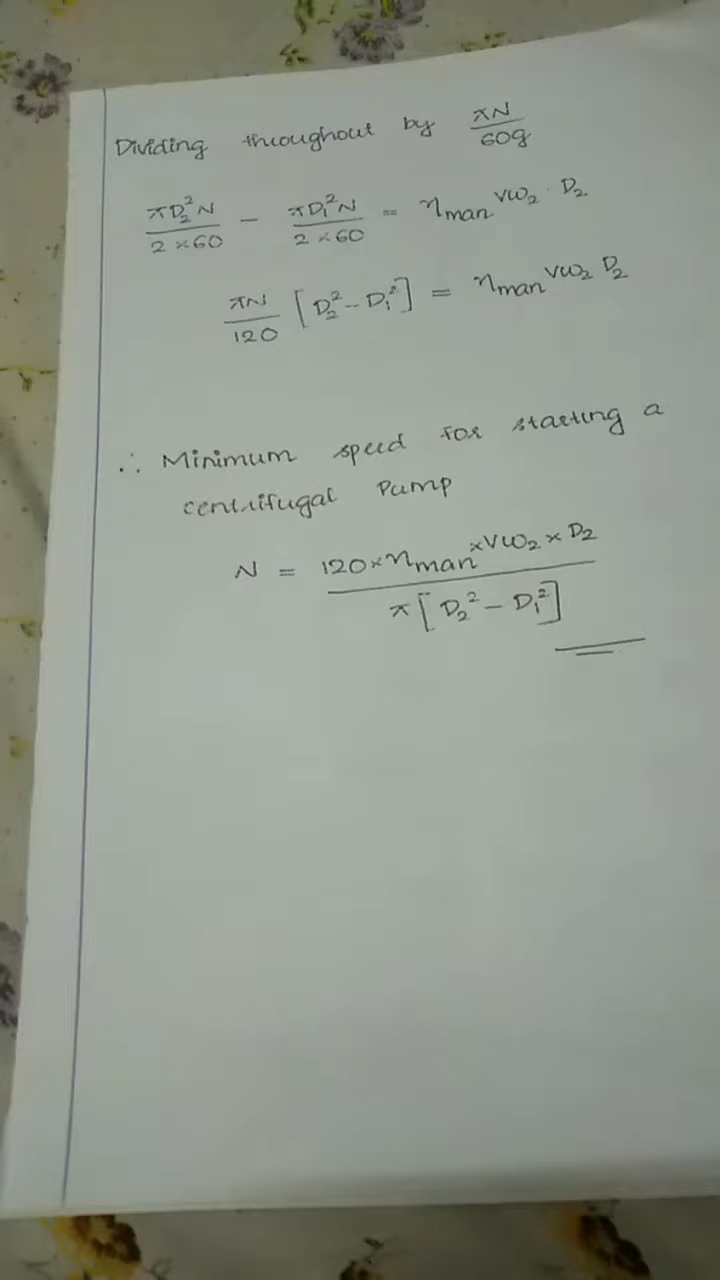 Dividing throughout by πN/60g
πD₂²N/2×60 − πD₁²N/2×60 = ηman Vw₂ · D₂
πN/120 [D₂² − D₁²] = ηman Vw₂ D₂
∴ Minimum speed for starting a
centrifugal Pump
N = 120×ηman×Vw₂×D₂/π[D₂² − D₁²]